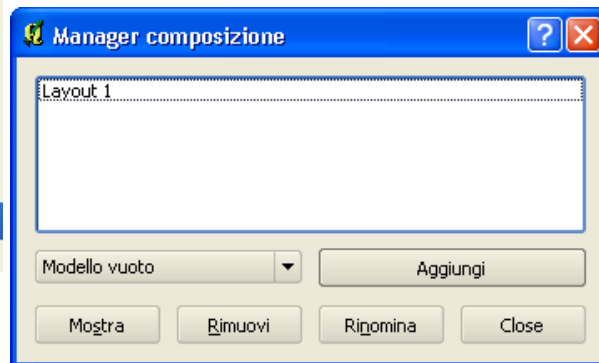 Manager composizione
Layout 1
Modello vuoto
Aggiungi
Mostra
Rimuovi
Rinomina
Close